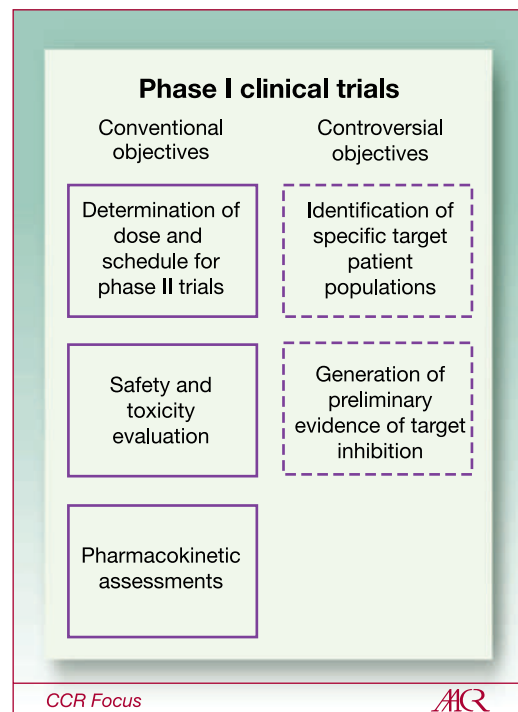 Phase I clinical trials
Conventional
objectives
Determination of
dose and
schedule for
phase II trials
Safety and
toxicity
evaluation
Pharmacokinetic
assessments
Controversial
objectives
Identification of
specific target
patient
populations
Generation of
preliminary
evidence of target
inhibition
CCR Focus
AACR